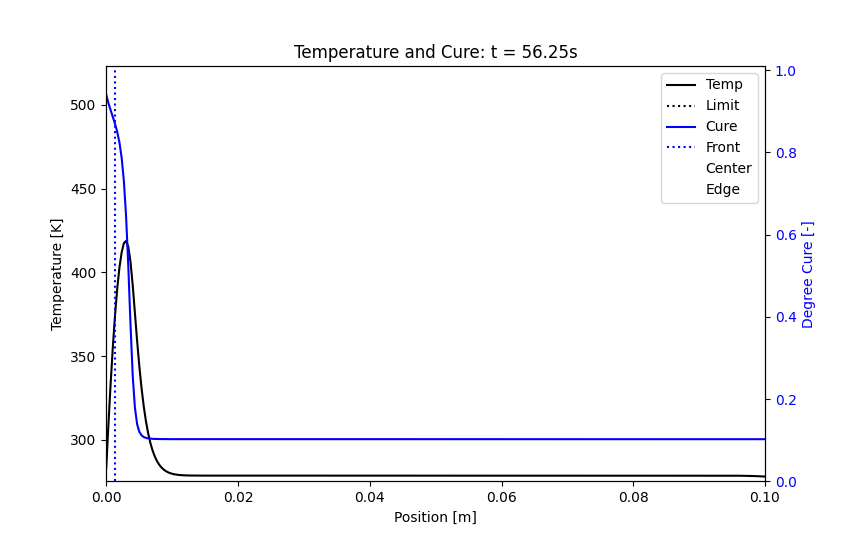 Temperature and Cure: t = 56.25s
Temp
Limit
Cure
Front
Center
Edge
Temperature [K]
500
450
400
350
300
Degree Cure [-]
1.0
0.8
0.6
0.4
0.2
0.0
0.00 0.02 0.04 0.06 0.08 0.10
Position [m]